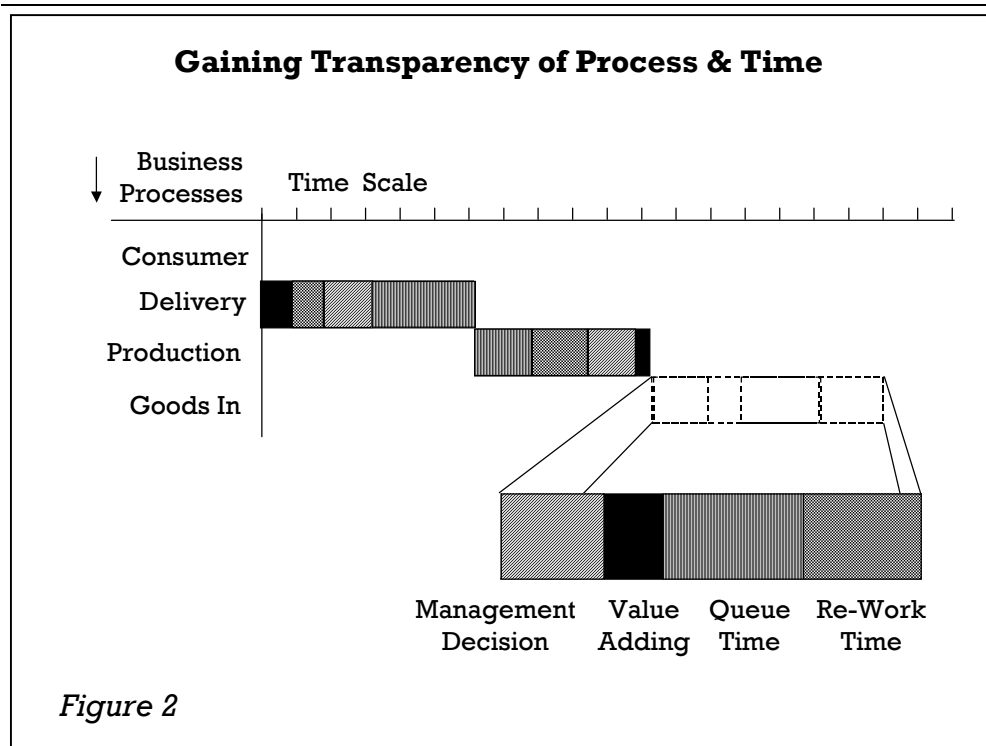 Gaining Transparency of Process & Time
Business
Processes
Time Scale
Consumer
Delivery
Production
Goods In
Management
Decision
Value
Adding
Queue
Time
Re-Work
Time
Figure 2